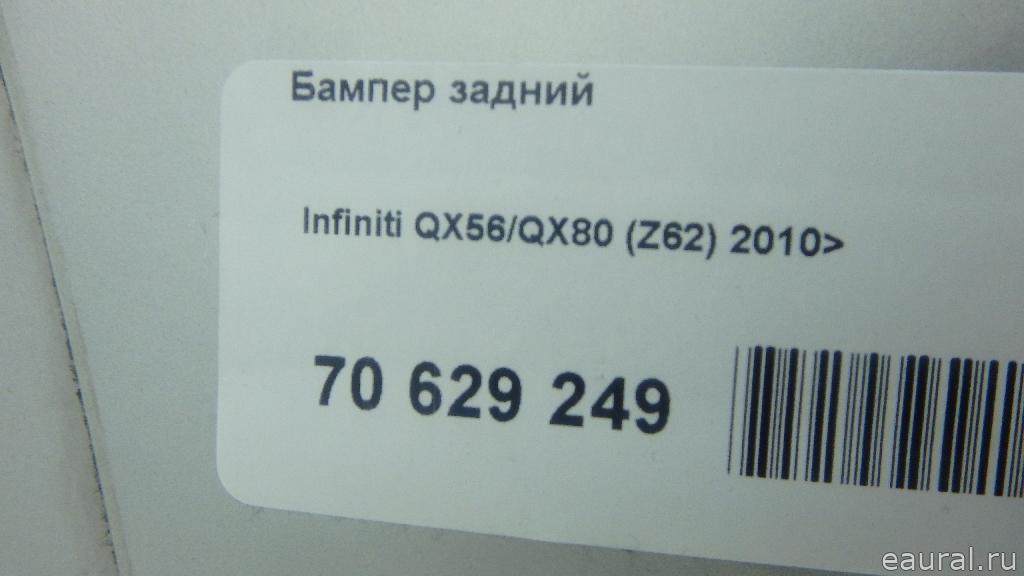 Бампер задний
Infiniti QX56/QX80 (Z62) 2010>
70 629 249
eaural.ru